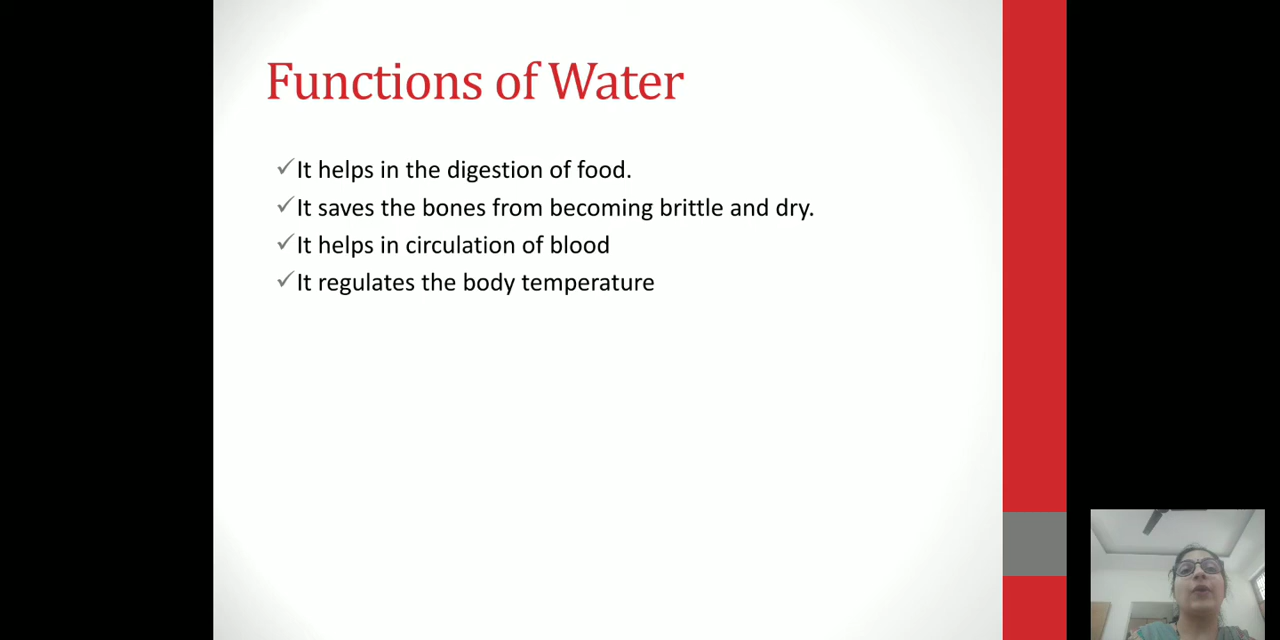 Functions of Water
✓It helps in the digestion of food.
✓It saves the bones from becoming brittle and dry.
✓It helps in circulation of blood
✓It regulates the body temperature